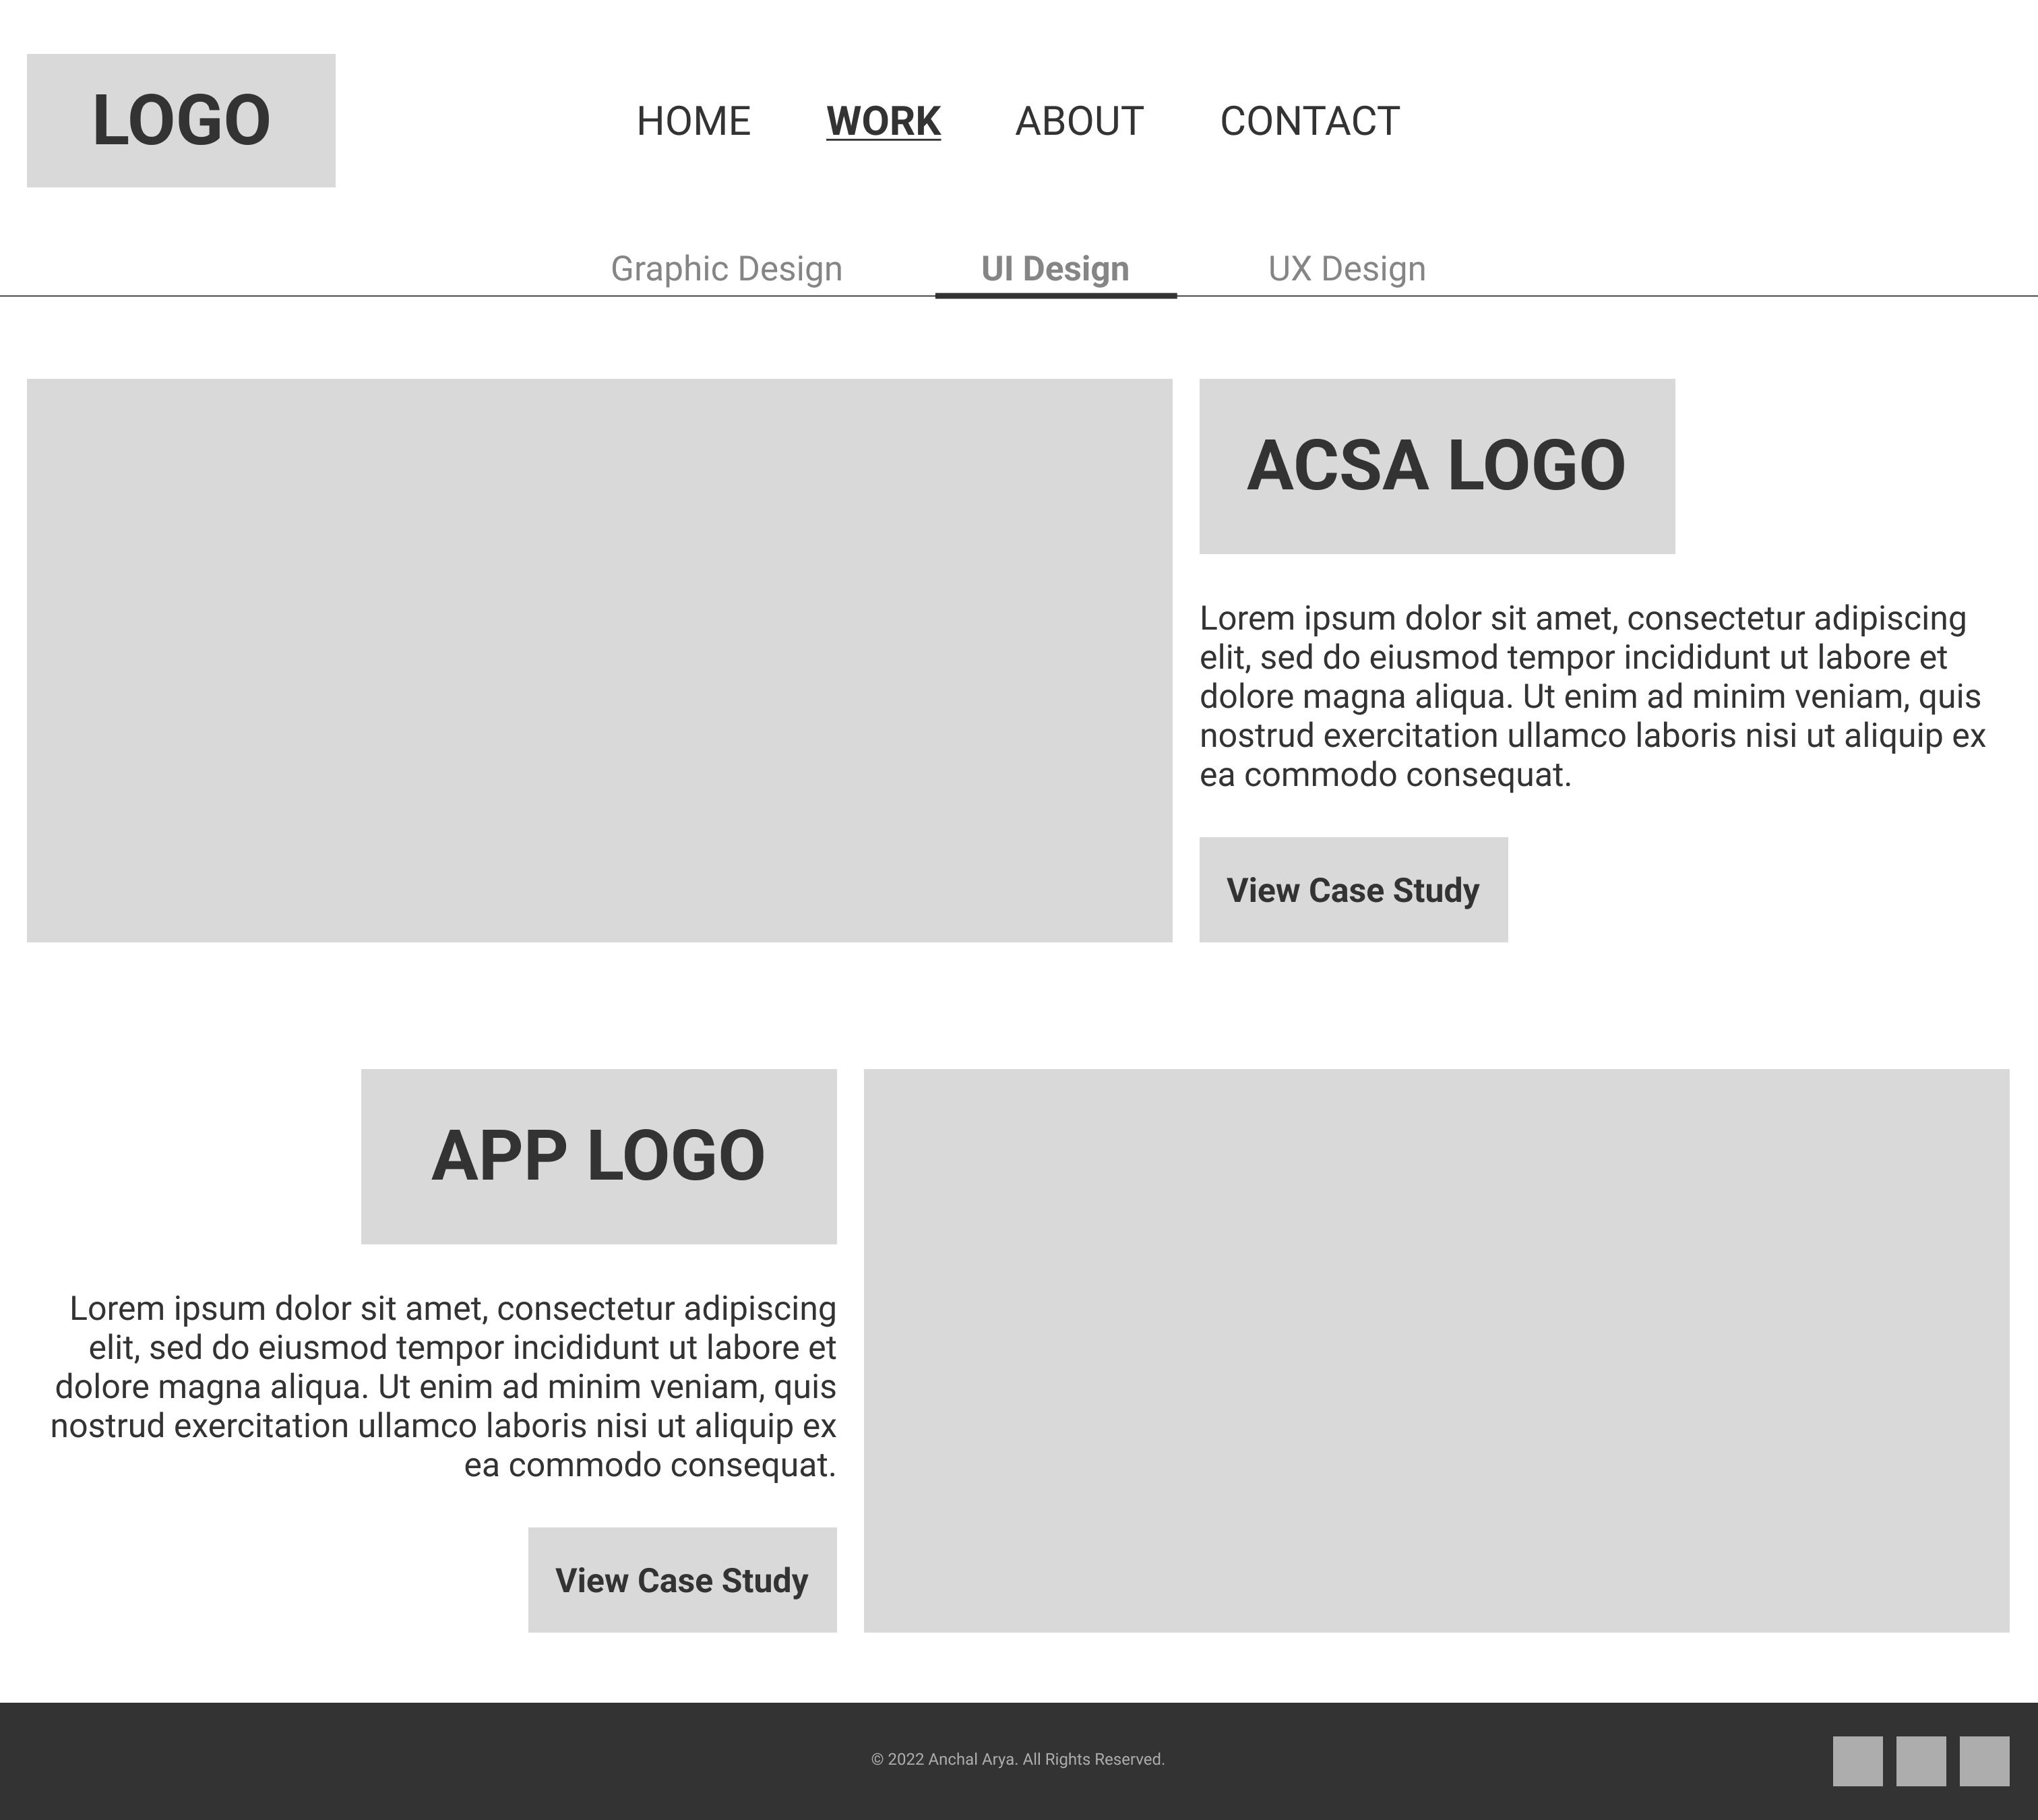 LOGO
HOME WORK ABOUT CONTACT
Graphic Design UI Design UX Design
ACSA LOGO
Lorem ipsum dolor sit amet, consectetur adipiscing
elit, sed do eiusmod tempor incididunt ut labore et
dolore magna aliqua. Ut enim ad minim veniam, quis
nostrud exercitation ullamco laboris nisi ut aliquip ex
ea commodo consequat.
View Case Study
APP LOGO
Lorem ipsum dolor sit amet, consectetur adipiscing
elit, sed do eiusmod tempor incididunt ut labore et
dolore magna aliqua. Ut enim ad minim veniam, quis
nostrud exercitation ullamco laboris nisi ut aliquip ex
ea commodo consequat.
View Case Study
© 2022 Anchal Arya. All Rights Reserved.